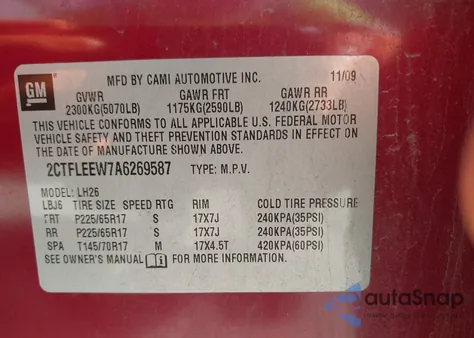 GM
MFD BY CAMI AUTOMOTIVE INC. 11/09
GVWR GAWR FRT GAWR RR
2300KG(5070LB) 1175KG(2590LB) 1240KG(2733LB)
THIS VEHICLE CONFORMS TO ALL APPLICABLE U.S. FEDERAL MOTOR
VEHICLE SAFETY AND THEFT PREVENTION STANDARDS IN EFFECT ON
THE DATE OF MANUFACTURE SHOWN ABOVE.
2CTFLEEW7A6269587 TYPE: M.P.V.
MODEL: LH26
LBJ6 TIRE SIZE SPEED RTG RIM COLD TIRE PRESSURE
FRT P225/65R17 S 17X7J 240KPA(35PSI)
RR P225/65R17 S 17X7J 240KPA(35PSI)
SPA T145/70R17 M 17X4.5T 420KPA(60PSI)
SEE OWNER'S MANUAL FOR MORE INFORMATION.
autoSnap